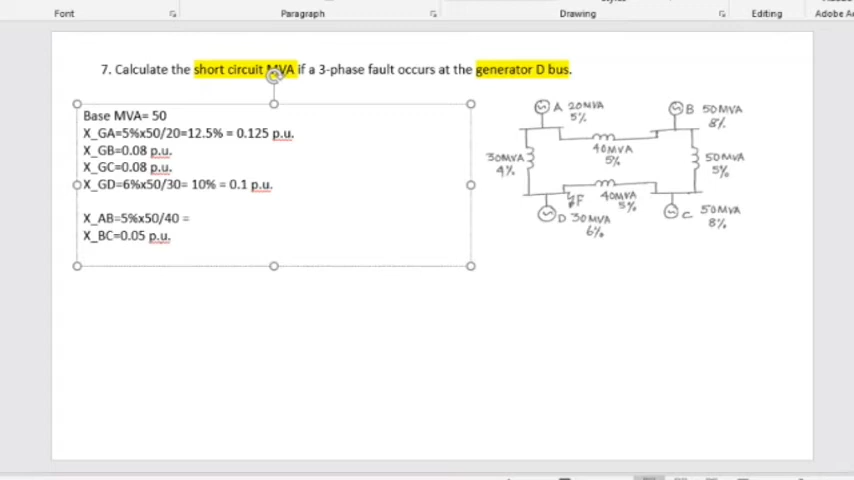 Font
Paragraph
Drawing
Editing
Adobe Ac
7. Calculate the short circuit MVA if a 3-phase fault occurs at the generator D bus.
Base MVA= 50
X_GA=5%x50/20=12.5% = 0.125 p.u.
X_GB=0.08 p.u.
X_GC=0.08 p.u.
X_GD=6%x50/30= 10% = 0.1 p.u.
X_AB=5%x50/40 =
X_BC=0.05 p.u.
A 20MVA
5%
B 50MVA
8%
40MVA
5%
30MVA
4%
50MVA
5%
F
40MVA
5%
D 30MVA
6%
C 50MVA
8%